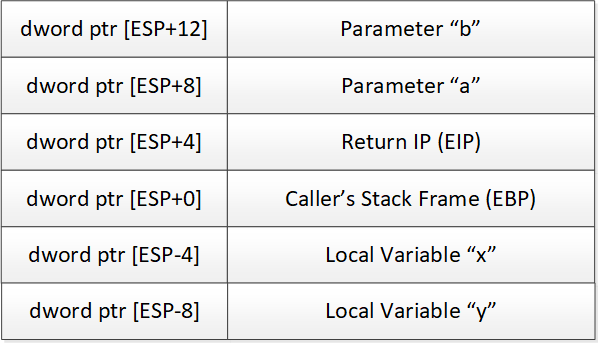 dword ptr [ESP+12] Parameter “b”
dword ptr [ESP+8] Parameter “a”
dword ptr [ESP+4] Return IP (EIP)
dword ptr [ESP+0] Caller’s Stack Frame (EBP)
dword ptr [ESP-4] Local Variable “x”
dword ptr [ESP-8] Local Variable “y”